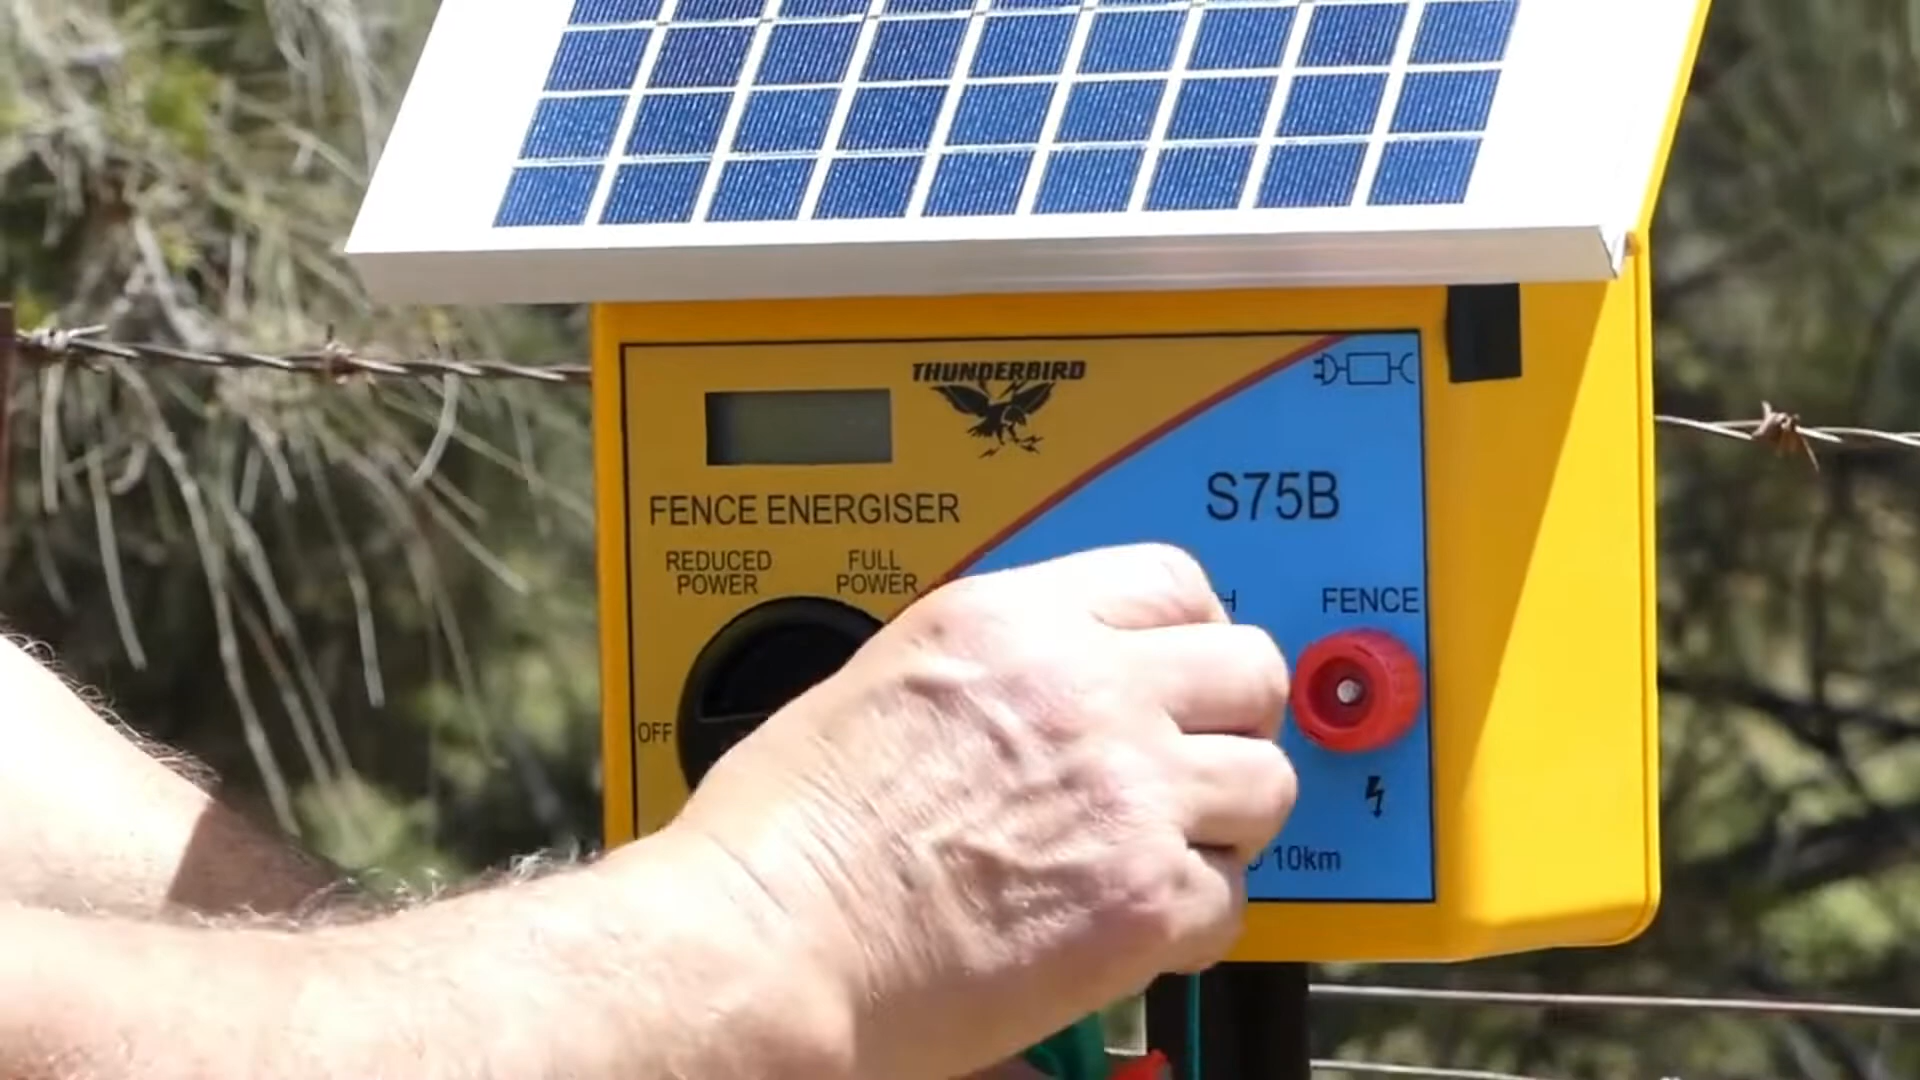 THUNDERBIRD
S75B
FENCE ENERGISER
REDUCED
POWER
FULL
POWER
FENCE
OFF
10km